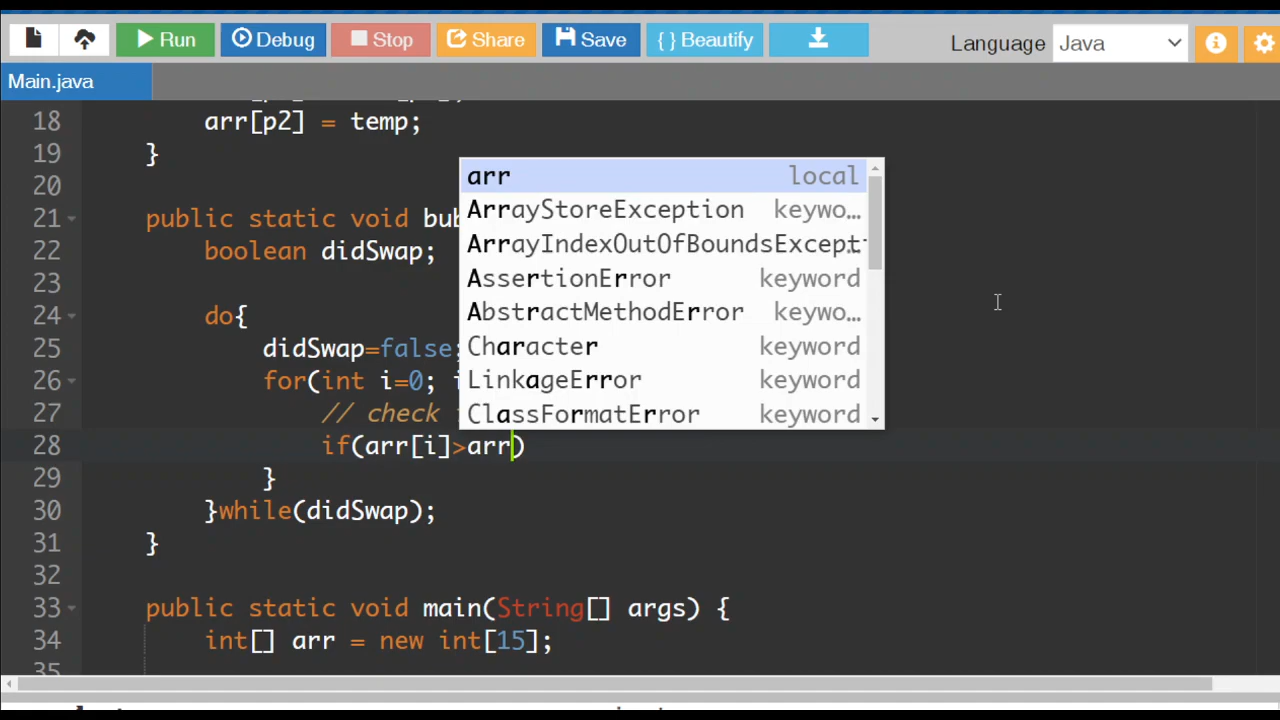 Run Debug Stop Share Save { } Beautify Language Java
Main.java
18 arr[p2] = temp;
19 }
20
21 public static void bub
22 boolean didSwap;
23
24 do{
25 didSwap=false;
26 for(int i=0;
27 // check
28 if(arr[i]>arr)
29 }
30 }while(didSwap);
31 }
32
33 public static void main(String[] args) {
34 int[] arr = new int[15];
35
arr local
ArrayStoreException keywo…
ArrayIndexOutOfBoundsExcept…
AssertionError keyword
AbstractMethodError keywo…
Character keyword
LinkageError keyword
ClassFormatError keyword